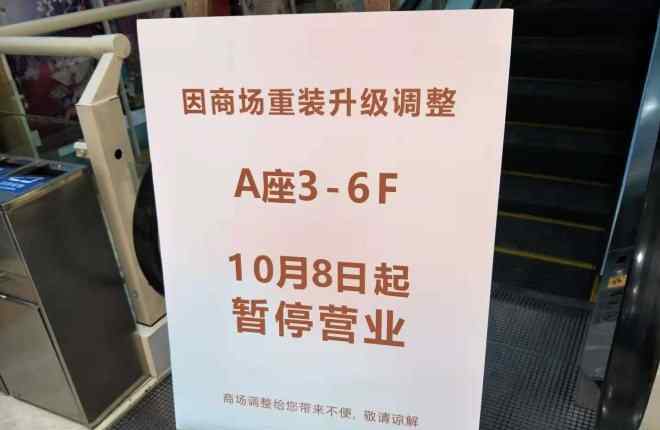 因商场重装升级调整
A座3-6F
10月8日起
暂停营业
商场调整给您带来不便，敬请谅解